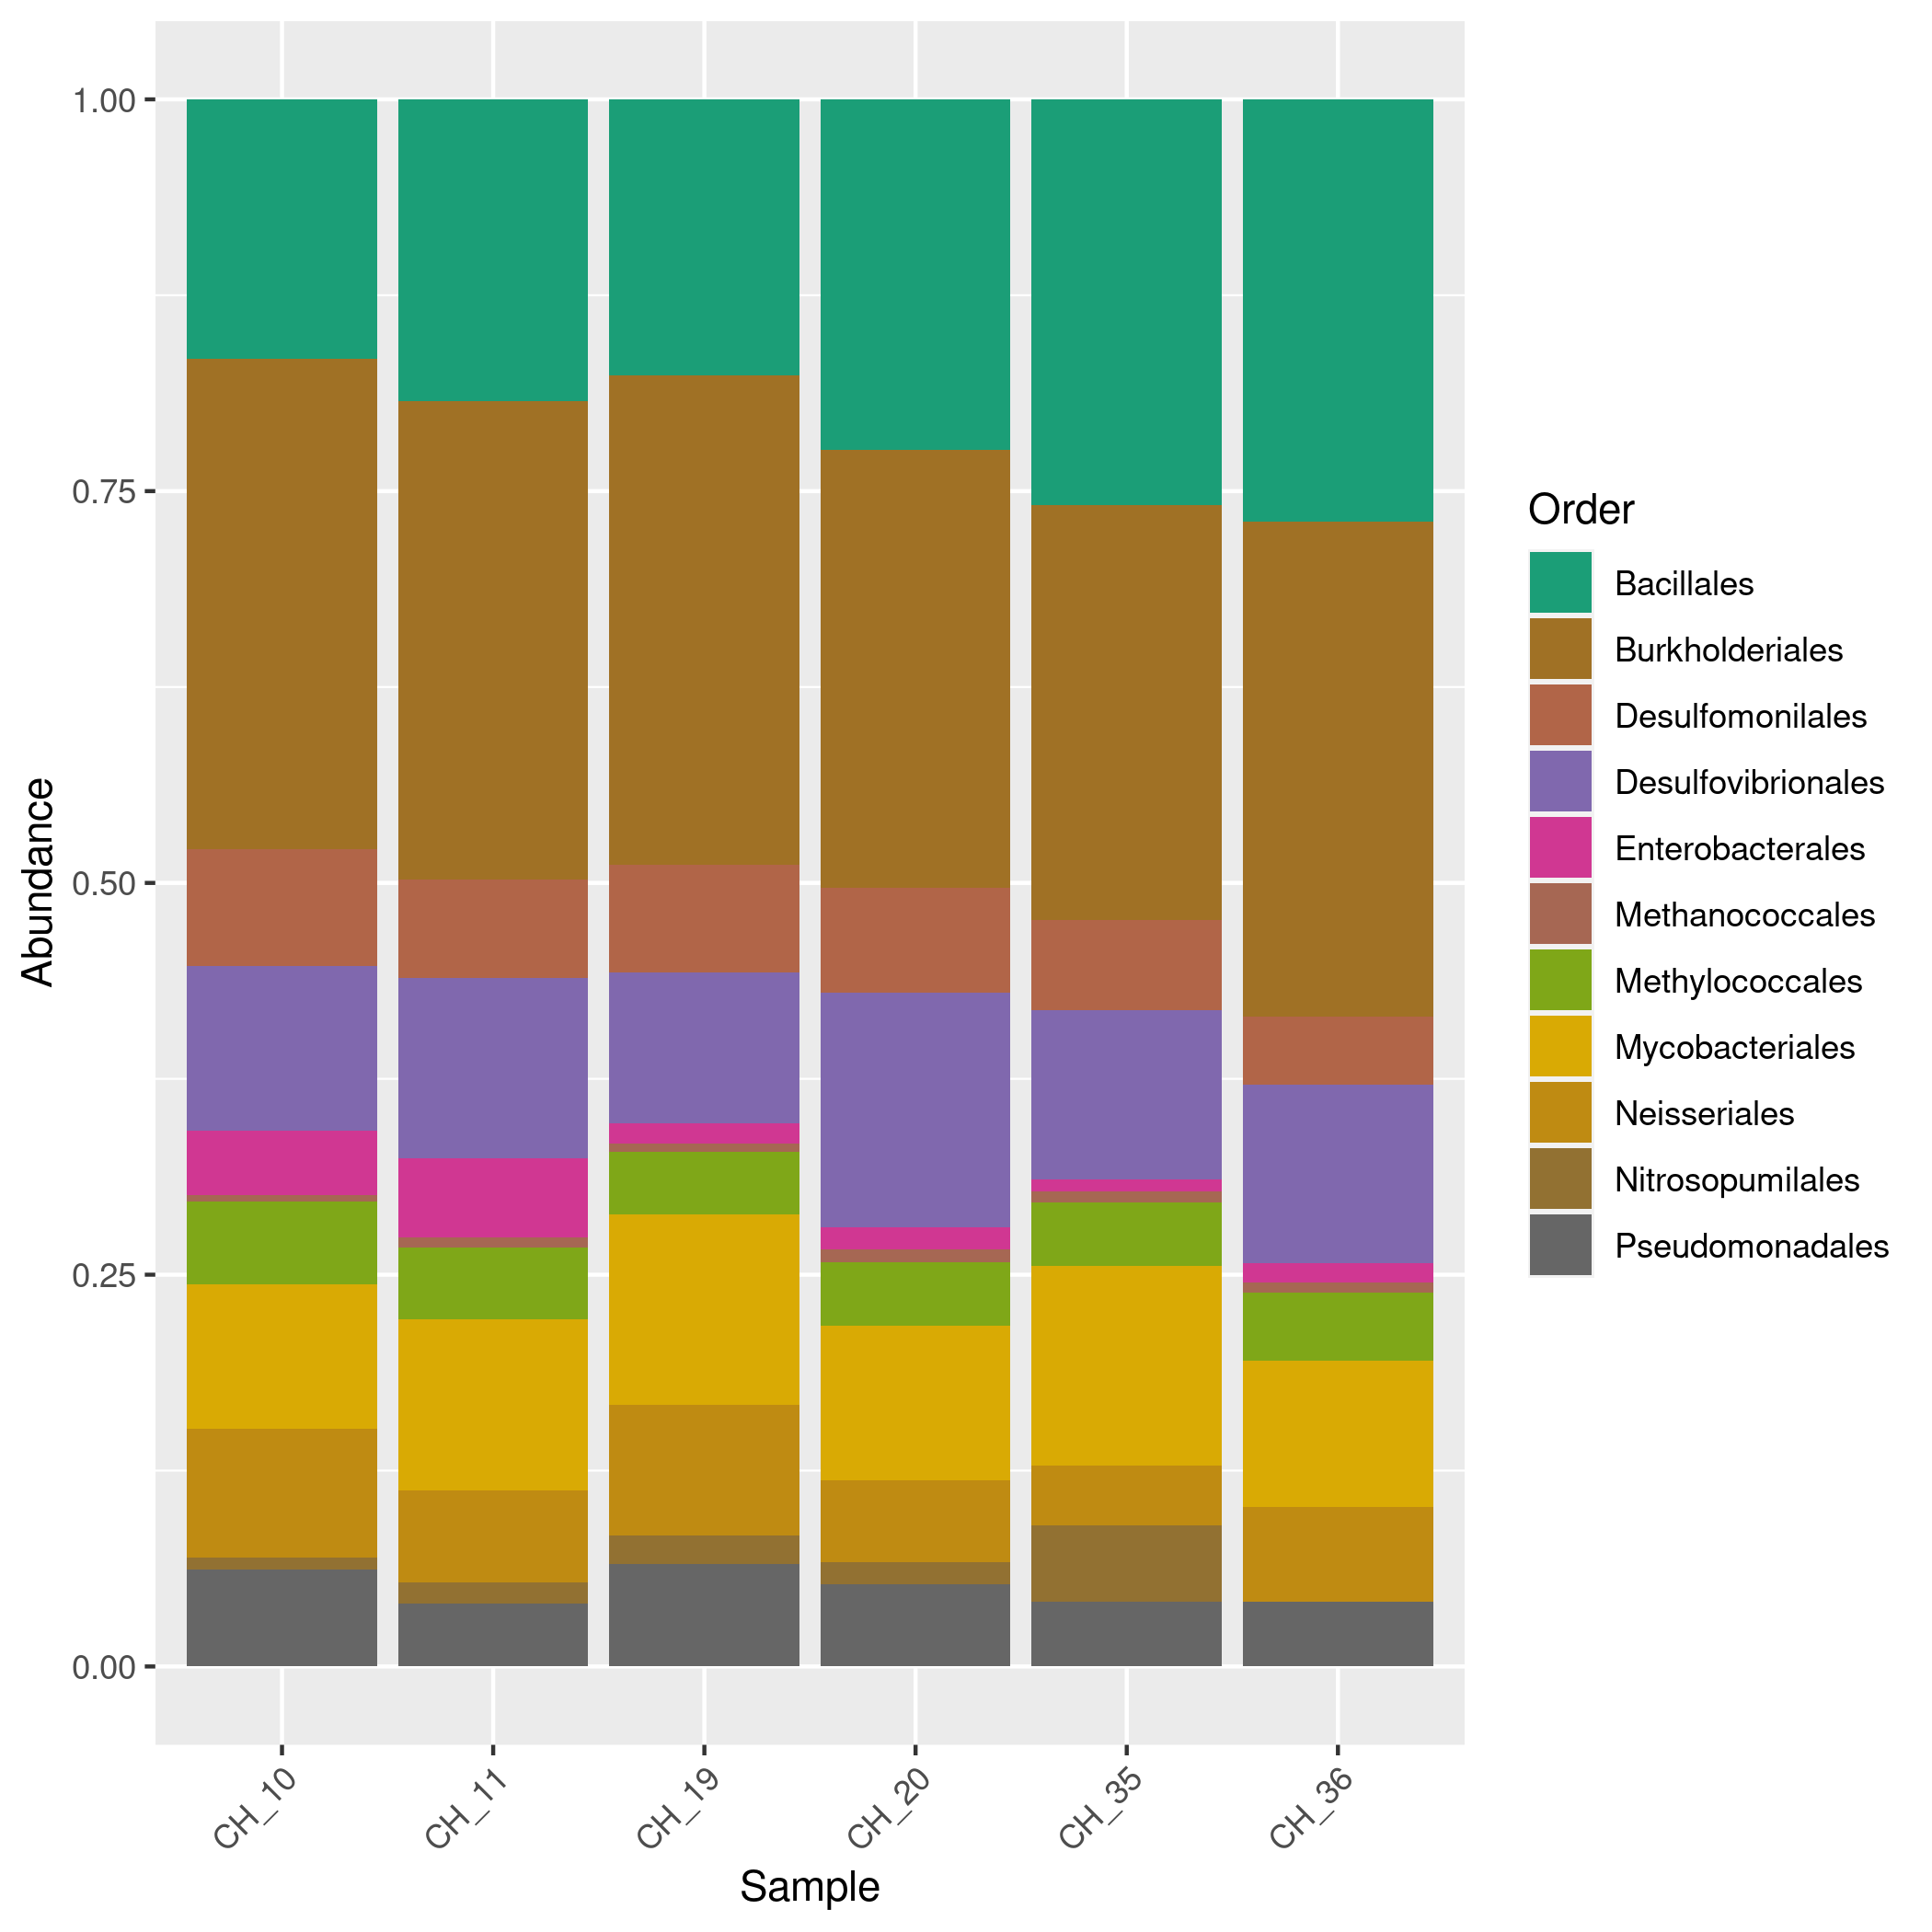 Abundance
1.00
0.75
0.50
0.25
0.00
CH_10
CH_11
CH_19
CH_20
CH_35
CH_36
Sample
Order
Bacillales
Burkholderiales
Desulfomonilales
Desulfovibrionales
Enterobacterales
Methanococcales
Methylococcales
Mycobacteriales
Neisseriales
Nitrosopumilales
Pseudomonadales